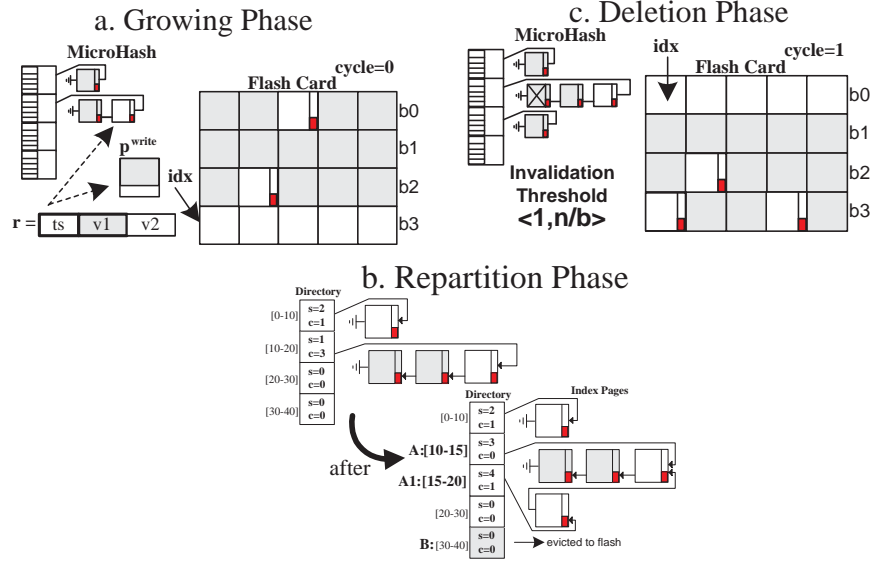 a. Growing Phase
MicroHash
cycle=0
Flash Card
b0
b1
b2
b3
p write
idx
r = ts v1 v2
c. Deletion Phase
MicroHash
idx
cycle=1
Flash Card
b0
b1
b2
b3
Invalidation
Threshold
<1,n/b>
b. Repartition Phase
Directory
[0-10] s=2
c=1
[10-20] s=1
c=3
[20-30] s=0
c=0
[30-40] s=0
c=0
after
Directory
Index Pages
[0-10] s=2
c=1
A:[10-15] s=3
c=0
A1:[15-20] s=4
c=1
[20-30] s=0
c=0
B:[30-40] s=0
c=0
evicted to flash